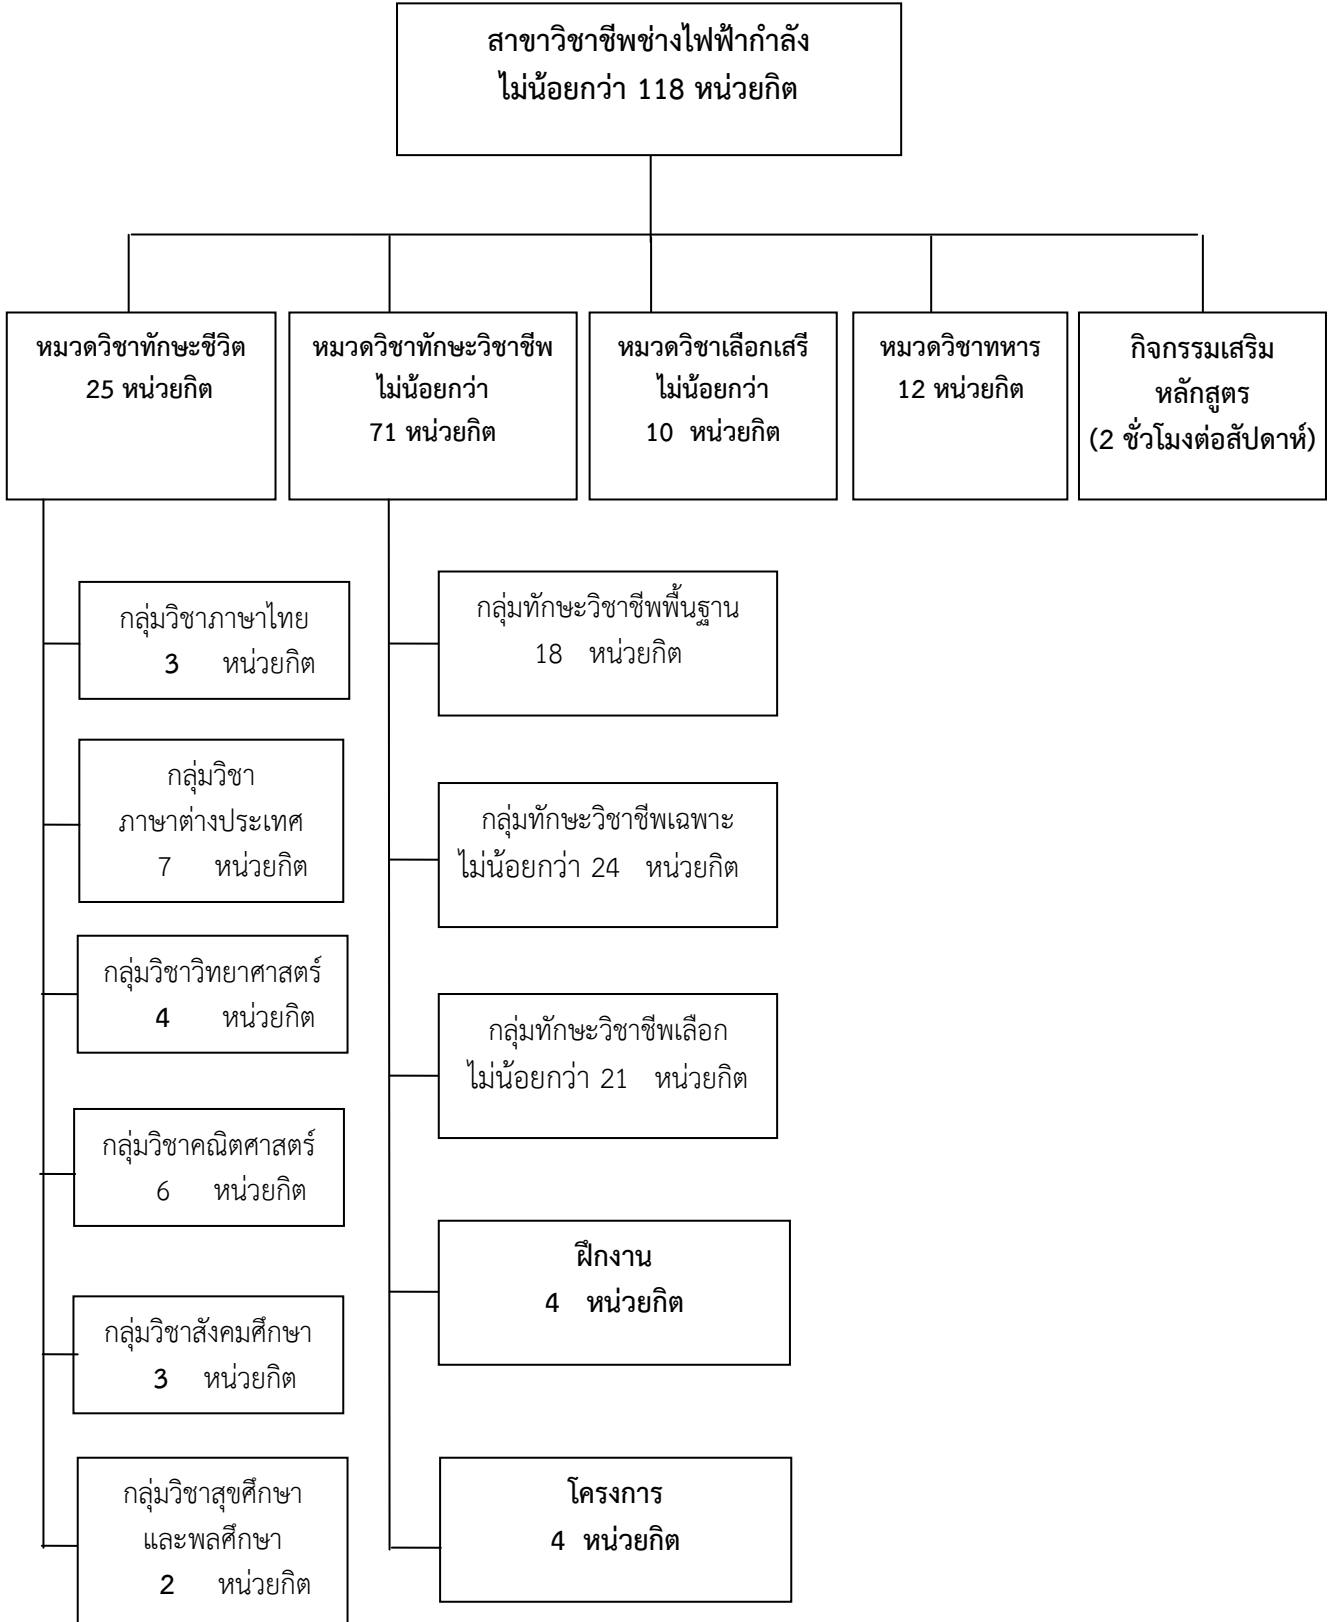 สาขาวิชาชีพช่างไฟฟ้ากำลัง
ไม่น้อยกว่า 118 หน่วยกิต
หมวดวิชาทักษะชีวิต
25 หน่วยกิต
หมวดวิชาทักษะวิชาชีพ
ไม่น้อยกว่า
71 หน่วยกิต
หมวดวิชาเลือกเสรี
ไม่น้อยกว่า
10 หน่วยกิต
หมวดวิชาทหาร
12 หน่วยกิต
กิจกรรมเสริม
หลักสูตร
(2 ชั่วโมงต่อสัปดาห์)
กลุ่มวิชาภาษาไทย
3 หน่วยกิต
กลุ่มวิชา
ภาษาต่างประเทศ
7 หน่วยกิต
กลุ่มวิชาวิทยาศาสตร์
4 หน่วยกิต
กลุ่มวิชาคณิตศาสตร์
6 หน่วยกิต
กลุ่มวิชาสังคมศึกษา
3 หน่วยกิต
กลุ่มวิชาสุขศึกษา
และพลศึกษา
2 หน่วยกิต
กลุ่มทักษะวิชาชีพพื้นฐาน
18 หน่วยกิต
กลุ่มทักษะวิชาชีพเฉพาะ
ไม่น้อยกว่า 24 หน่วยกิต
กลุ่มทักษะวิชาชีพเลือก
ไม่น้อยกว่า 21 หน่วยกิต
ฝึกงาน
4 หน่วยกิต
โครงการ
4 หน่วยกิต